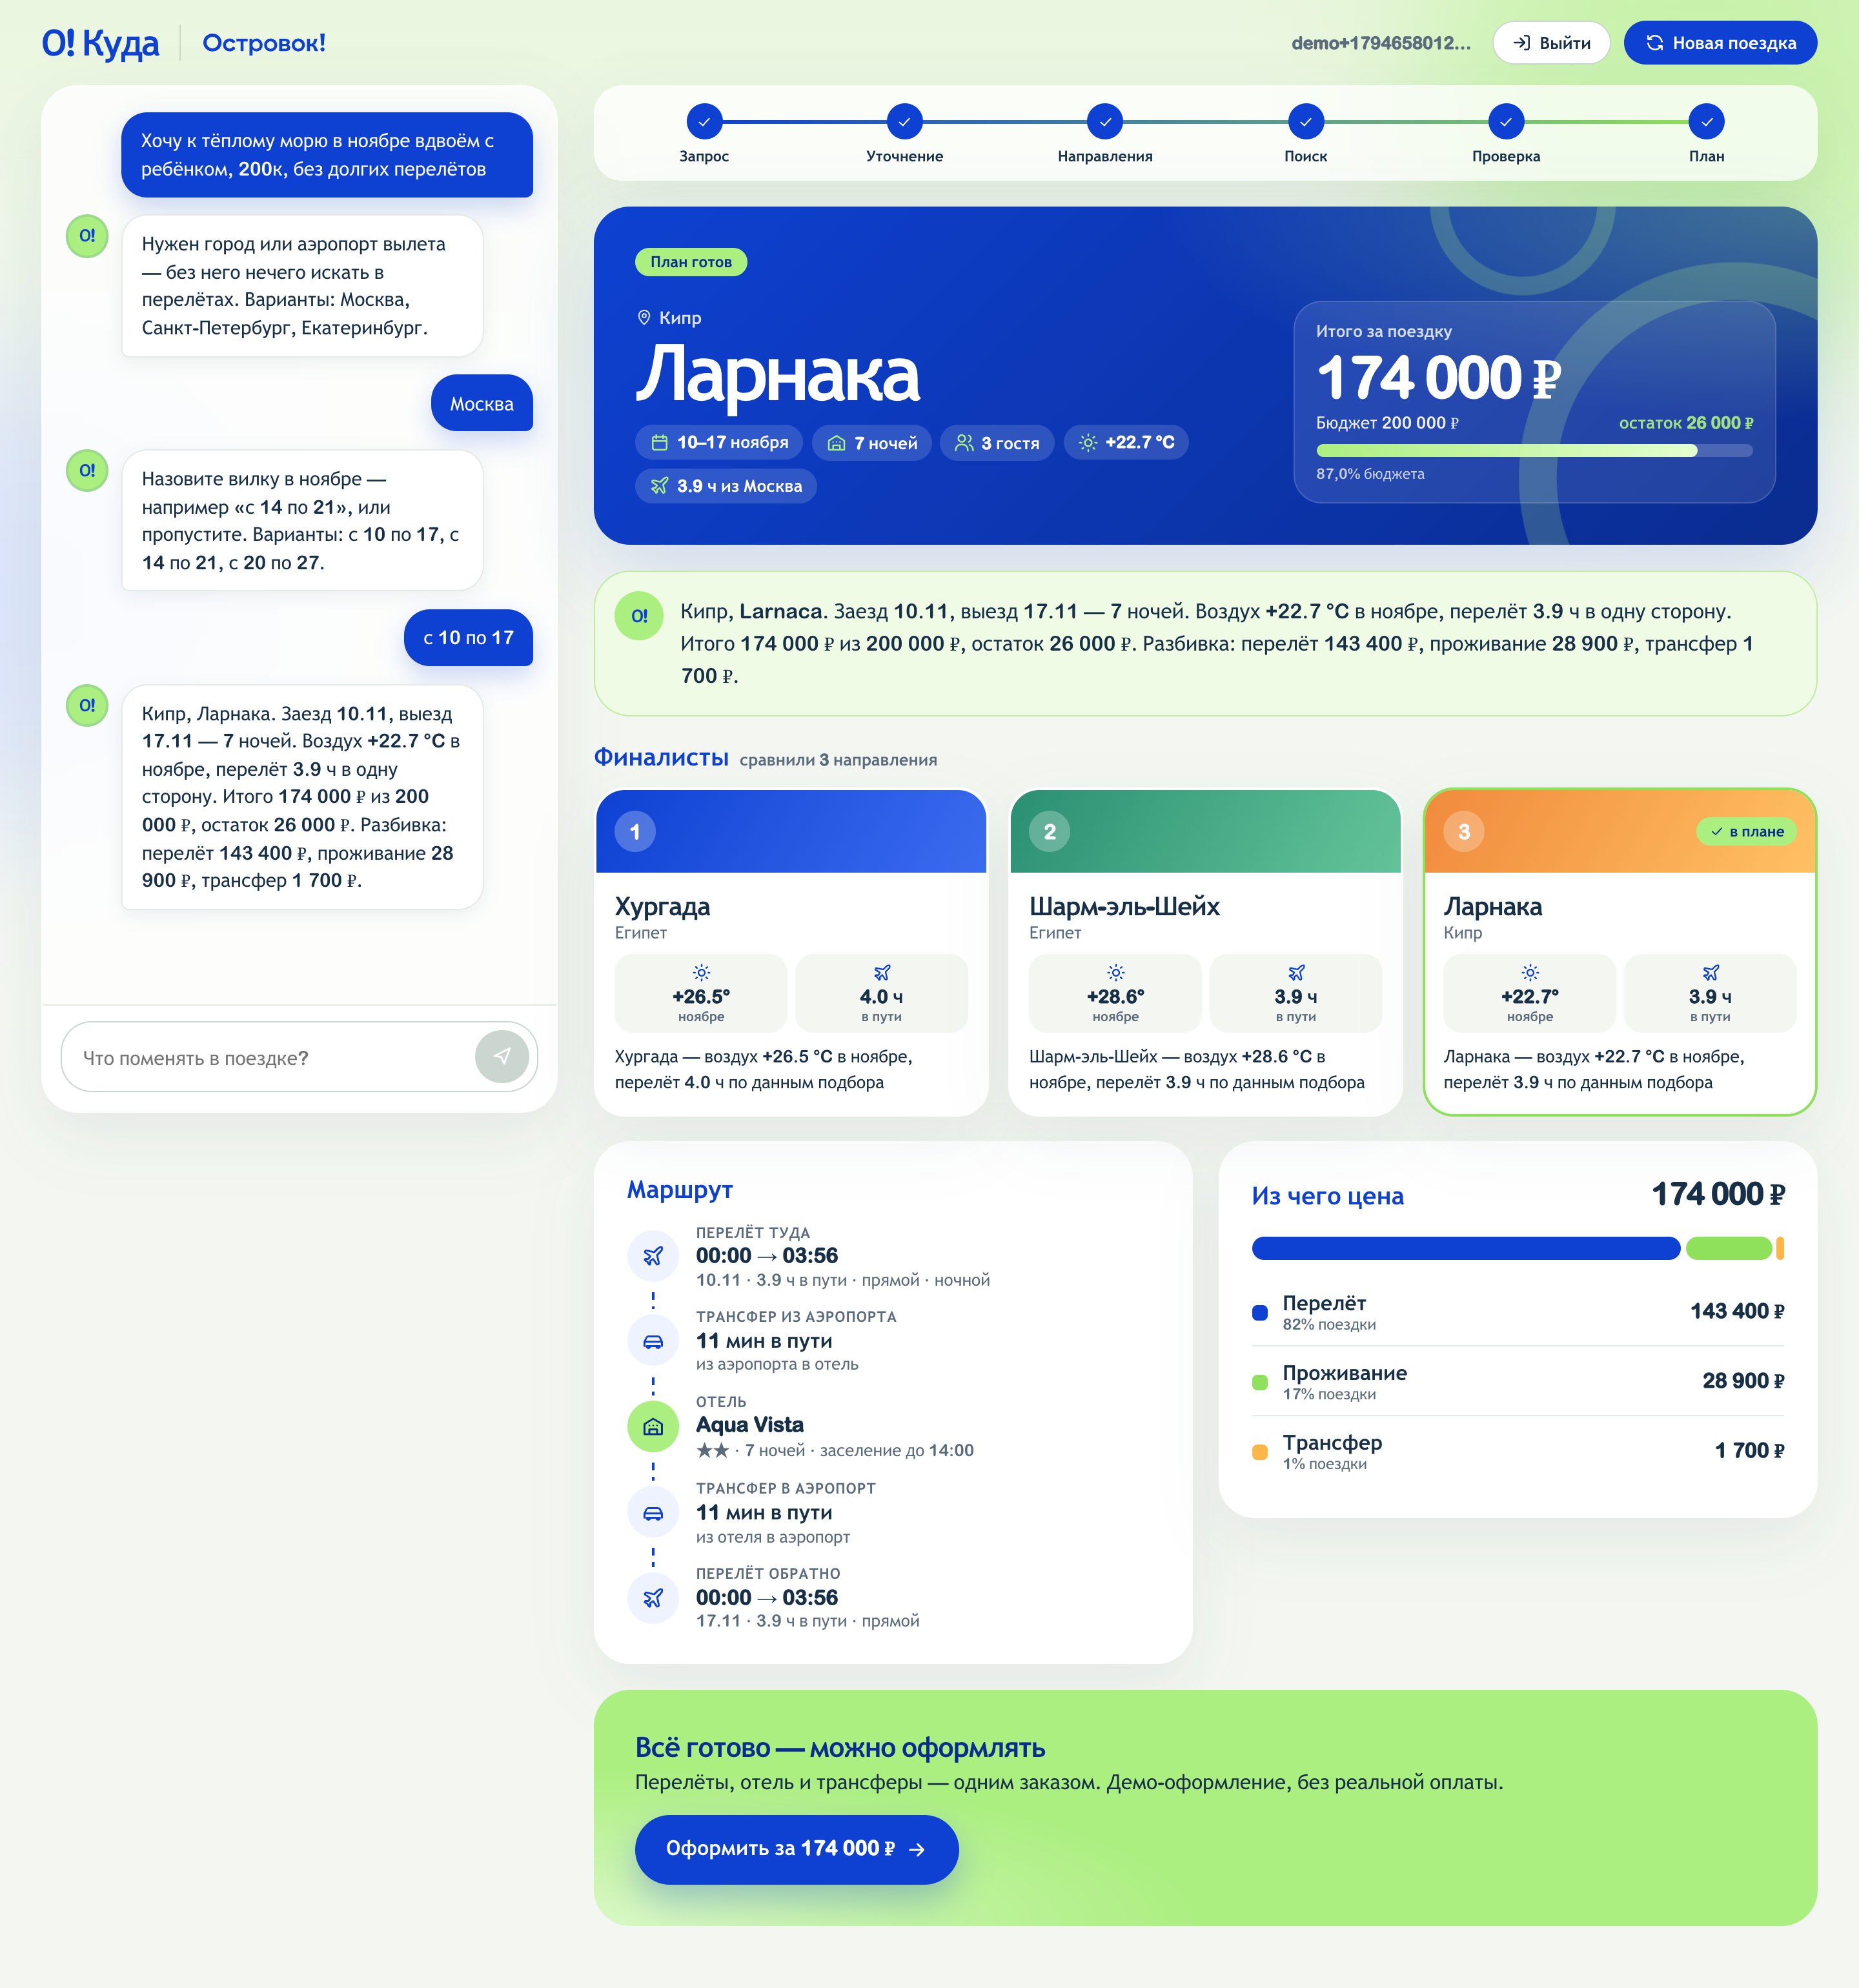 О! Куда
Островок!
demo+1794658012...
Выйти
Новая поездка
Хочу к тёплому морю в ноябре вдвоём с
ребёнком, 200к, без долгих перелётов
О!
Нужен город или аэропорт вылета
— без него нечего искать в
перелётах. Варианты: Москва,
Санкт-Петербург, Екатеринбург.
Москва
О!
Назовите вилку в ноябре —
например «с 14 по 21», или
пропустите. Варианты: с 10 по 17, с
14 по 21, с 20 по 27.
с 10 по 17
О!
Кипр, Ларнака. Заезд 10.11, выезд
17.11 — 7 ночей. Воздух +22.7 °C в
ноябре, перелёт 3.9 ч в одну
сторону. Итого 174 000 ₽ из 200
000 ₽, остаток 26 000 ₽. Разбивка:
перелёт 143 400 ₽, проживание 28
900 ₽, трансфер 1 700 ₽.
Что поменять в поездке?
Запрос
Уточнение
Направления
Поиск
Проверка
План
План готов
Кипр
Ларнака
10–17 ноября
7 ночей
3 гостя
+22.7 °C
3.9 ч из Москва
Итого за поездку
174 000 ₽
Бюджет 200 000 ₽
остаток 26 000 ₽
87,0% бюджета
О!
Кипр, Larnaca. Заезд 10.11, выезд 17.11 — 7 ночей. Воздух +22.7 °C в ноябре, перелёт 3.9 ч в одну сторону.
Итого 174 000 ₽ из 200 000 ₽, остаток 26 000 ₽. Разбивка: перелёт 143 400 ₽, проживание 28 900 ₽, трансфер 1
700 ₽.
Финалисты
сравнили 3 направления
1
Хургада
Египет
+26.5°
ноябре
4.0 ч
в пути
Хургада — воздух +26.5 °C в ноябре,
перелёт 4.0 ч по данным подбора
2
Шарм-эль-Шейх
Египет
+28.6°
ноябре
3.9 ч
в пути
Шарм-эль-Шейх — воздух +28.6 °C в
ноябре, перелёт 3.9 ч по данным подбора
3
в плане
Ларнака
Кипр
+22.7°
ноябре
3.9 ч
в пути
Ларнака — воздух +22.7 °C в ноябре,
перелёт 3.9 ч по данным подбора
Маршрут
ПЕРЕЛЁТ ТУДА
00:00 → 03:56
10.11 · 3.9 ч в пути · прямой · ночной
ТРАНСФЕР ИЗ АЭРОПОРТА
11 мин в пути
из аэропорта в отель
ОТЕЛЬ
Aqua Vista
★★ · 7 ночей · заселение до 14:00
ТРАНСФЕР В АЭРОПОРТ
11 мин в пути
из отеля в аэропорт
ПЕРЕЛЁТ ОБРАТНО
00:00 → 03:56
17.11 · 3.9 ч в пути · прямой
Из чего цена
174 000 ₽
Перелёт
143 400 ₽
82% поездки
Проживание
28 900 ₽
17% поездки
Трансфер
1 700 ₽
1% поездки
Всё готово — можно оформлять
Перелёты, отель и трансферы — одним заказом. Демо-оформление, без реальной оплаты.
Оформить за 174 000 ₽ →